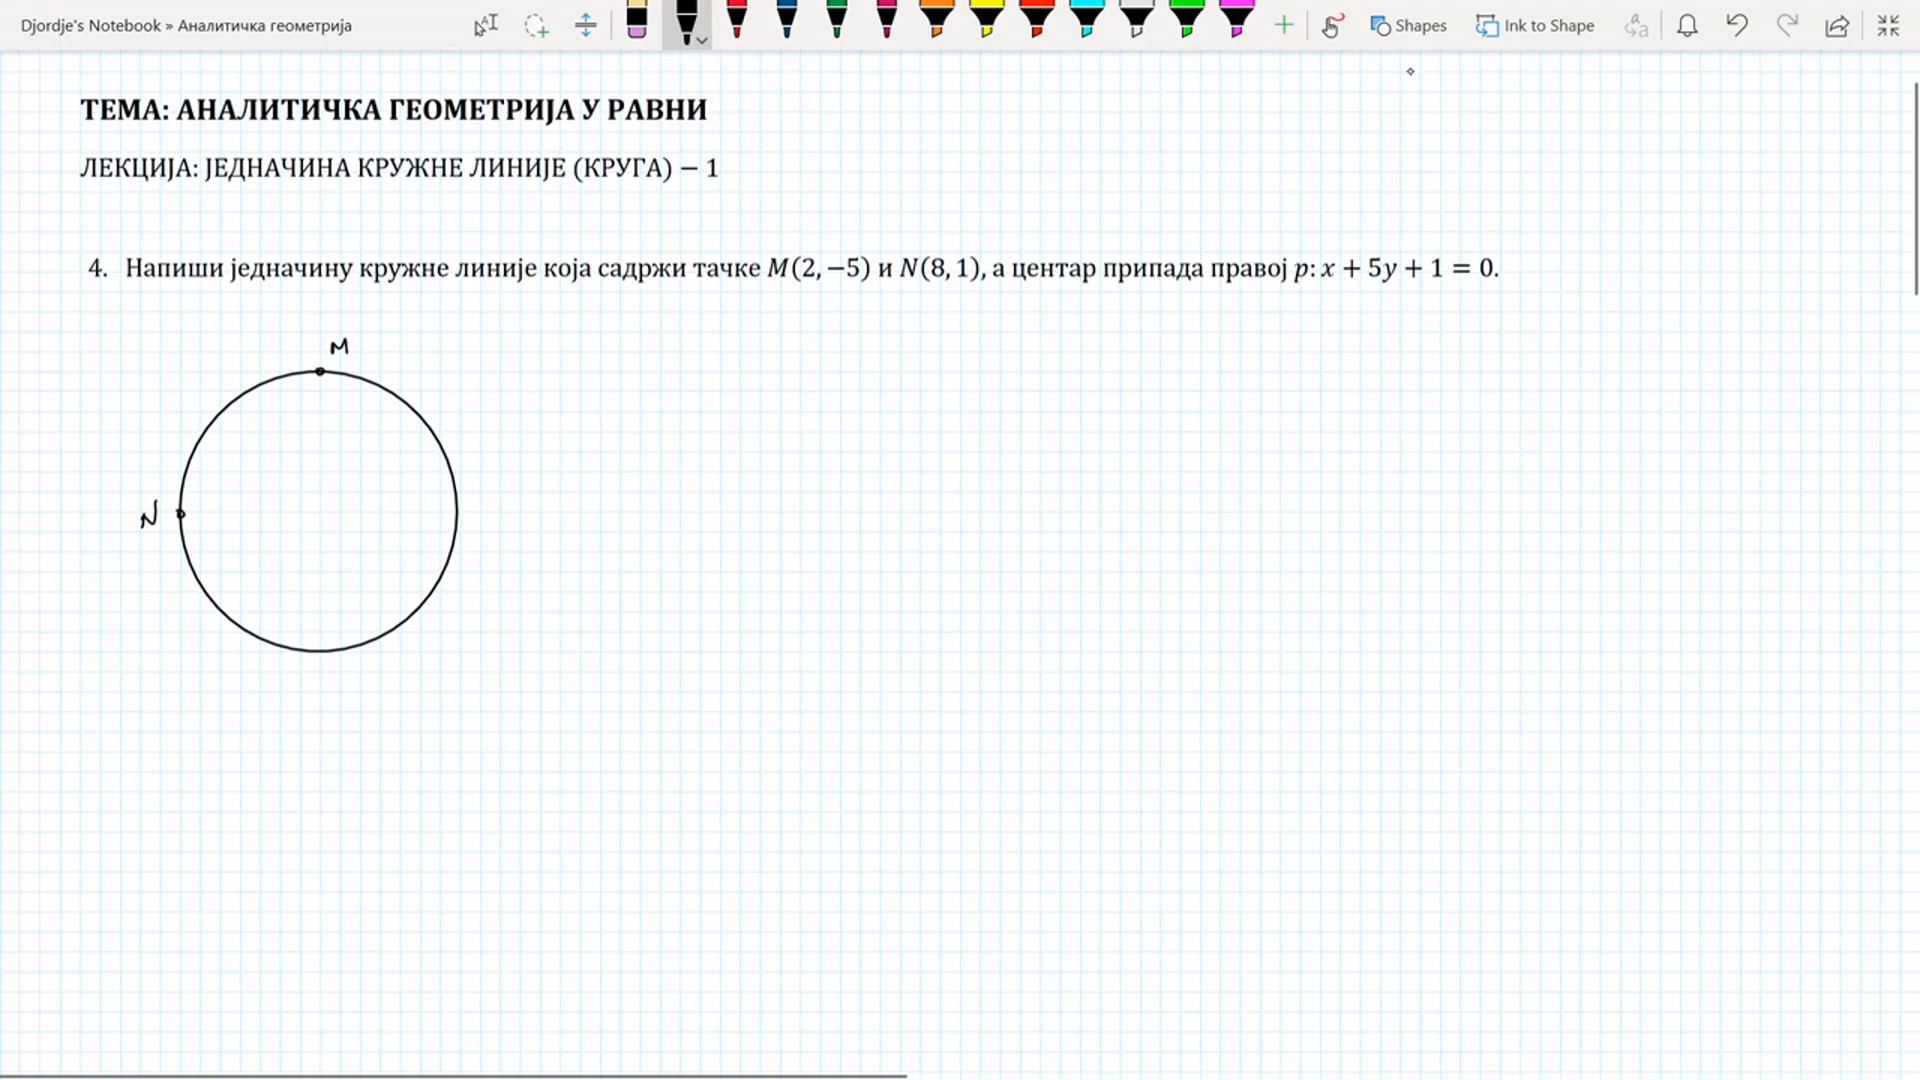 Djordje's Notebook » Аналитичка геометрија
Shapes
Ink to Shape
ТЕМА: АНАЛИТИЧКА ГЕОМЕТРИЈА У РАВНИ
ЛЕКЦИЈА: ЈЕДНАЧИНА КРУЖНЕ ЛИНИЈЕ (КРУГА) – 1
4. Напиши једначину кружне линије која садржи тачке M(2, −5) и N(8, 1), а центар припада правој p: x + 5y + 1 = 0.
M
N